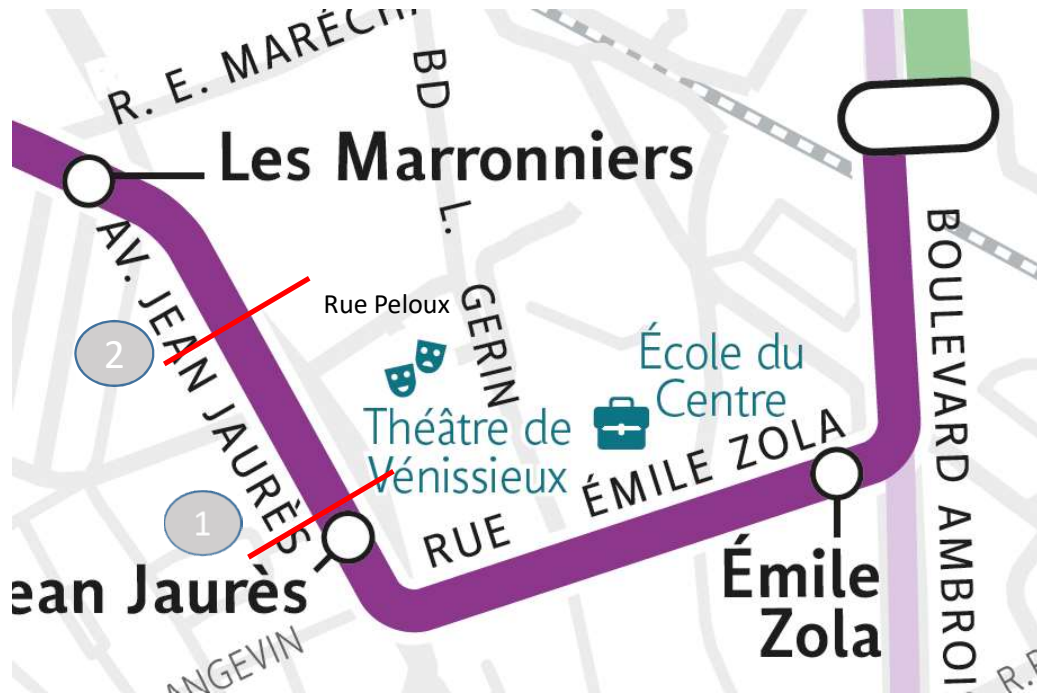 R. E. MARÉCH
BD L. GERIN
Les Marronniers
AV. JEAN JAURÈS
Rue Peloux
2
École du
Centre
Théâtre de
Vénissieux
1
RUE ÉMILE ZOLA
BOULEVARD AMBROI
ean Jaurès
Émile
Zola
ANGEVIN
R.P